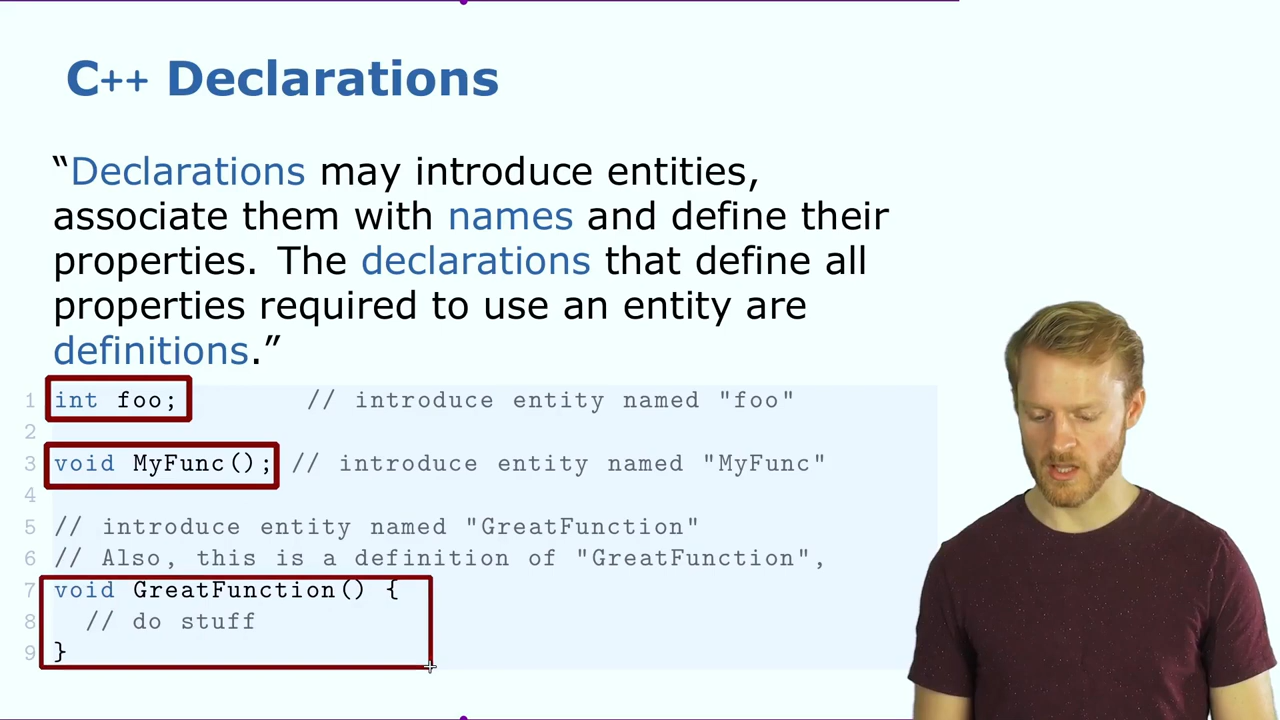 C++ Declarations
“Declarations may introduce entities,
associate them with names and define their
properties. The declarations that define all
properties required to use an entity are
definitions.”
1 int foo; // introduce entity named "foo"
2
3 void MyFunc(); // introduce entity named "MyFunc"
4
5 // introduce entity named "GreatFunction"
6 // Also, this is a definition of "GreatFunction",
7 void GreatFunction() {
8 // do stuff
9 }